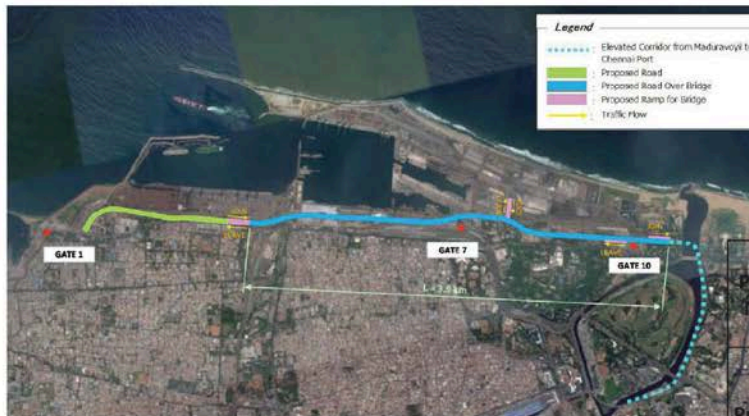 Legend
: Elevated Corridor from Maduravoyi to
Chennai Port
: Proposed Road
: Proposed Road Over Bridge
: Proposed Ramp for Bridge
: Traffic Flow
GATE 1
GATE 7
GATE 10